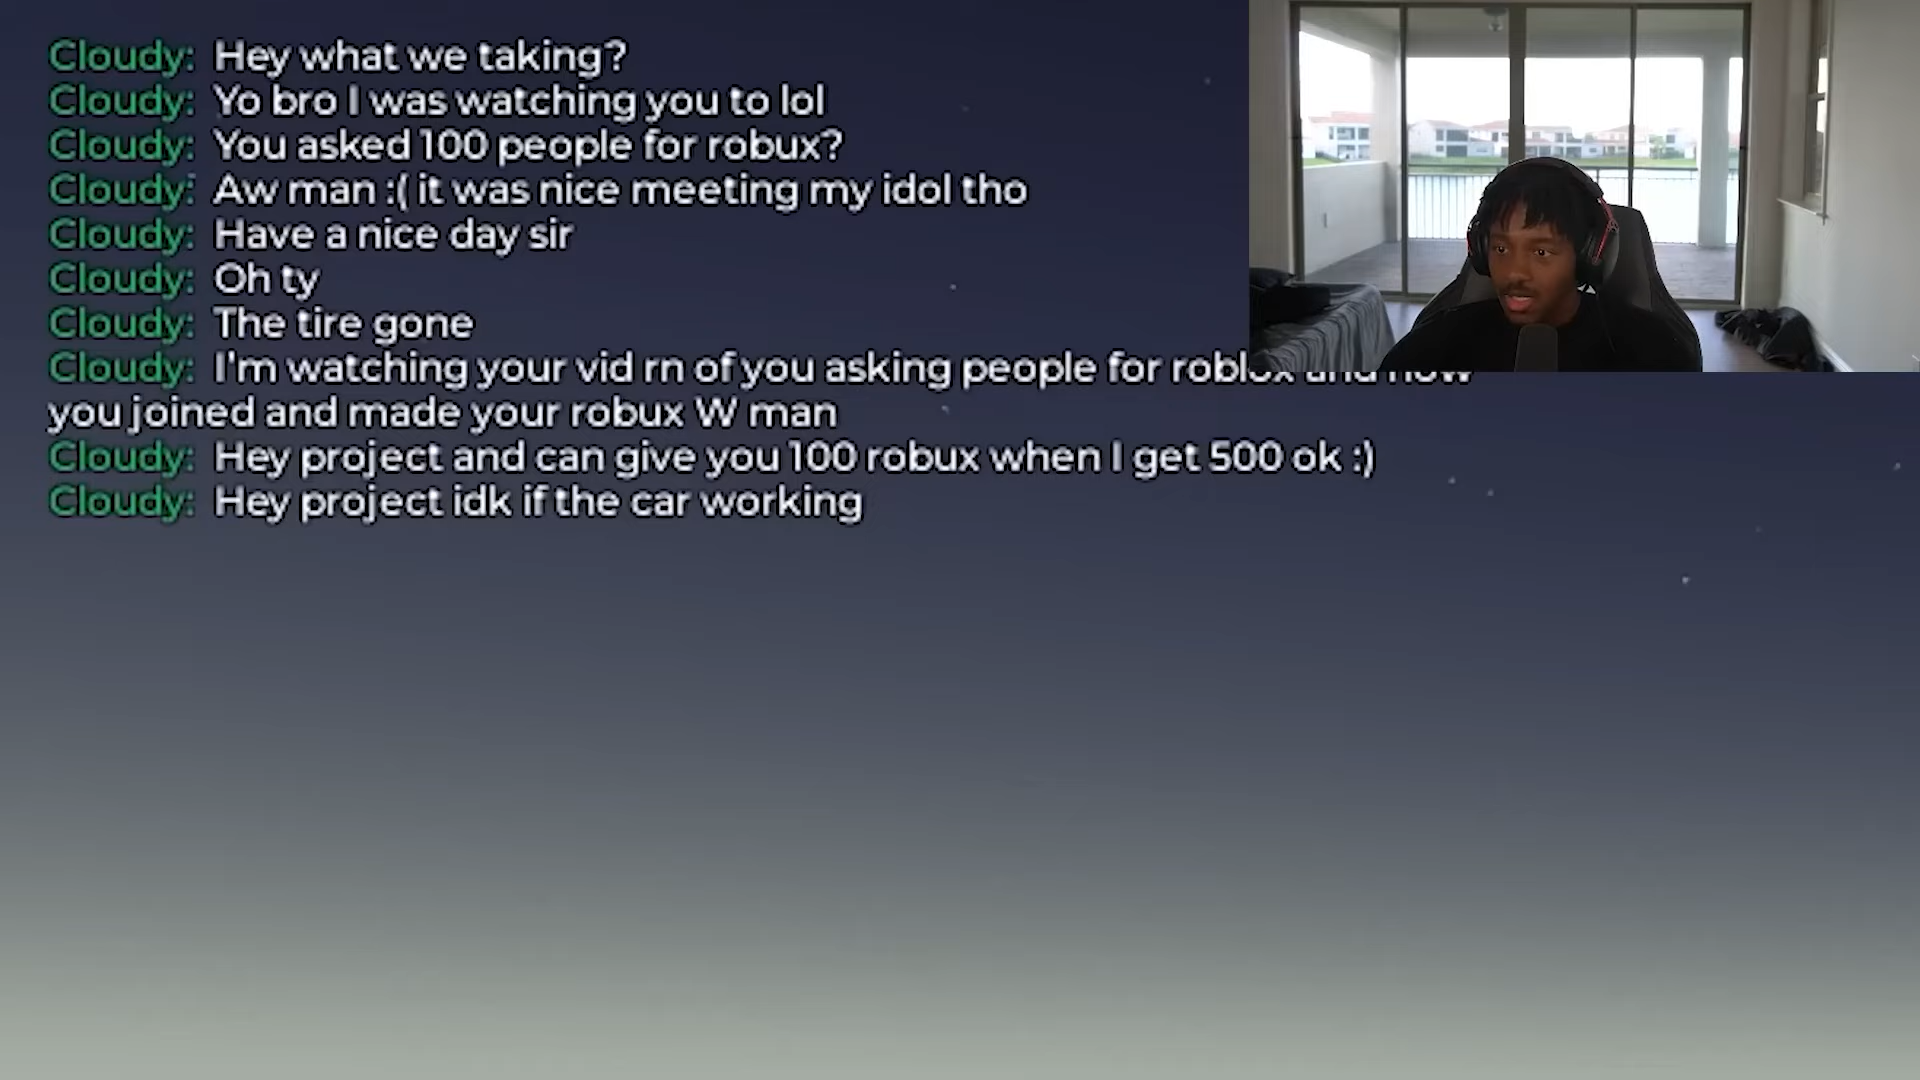 Cloudy: Hey what we taking?
Cloudy: Yo bro I was watching you to lol
Cloudy: You asked 100 people for robux?
Cloudy: Aw man :( it was nice meeting my idol tho
Cloudy: Have a nice day sir
Cloudy: Oh ty
Cloudy: The tire gone
Cloudy: I'm watching your vid rn of you asking people for roblox and how
you joined and made your robux W man
Cloudy: Hey project and can give you 100 robux when I get 500 ok :)
Cloudy: Hey project idk if the car working